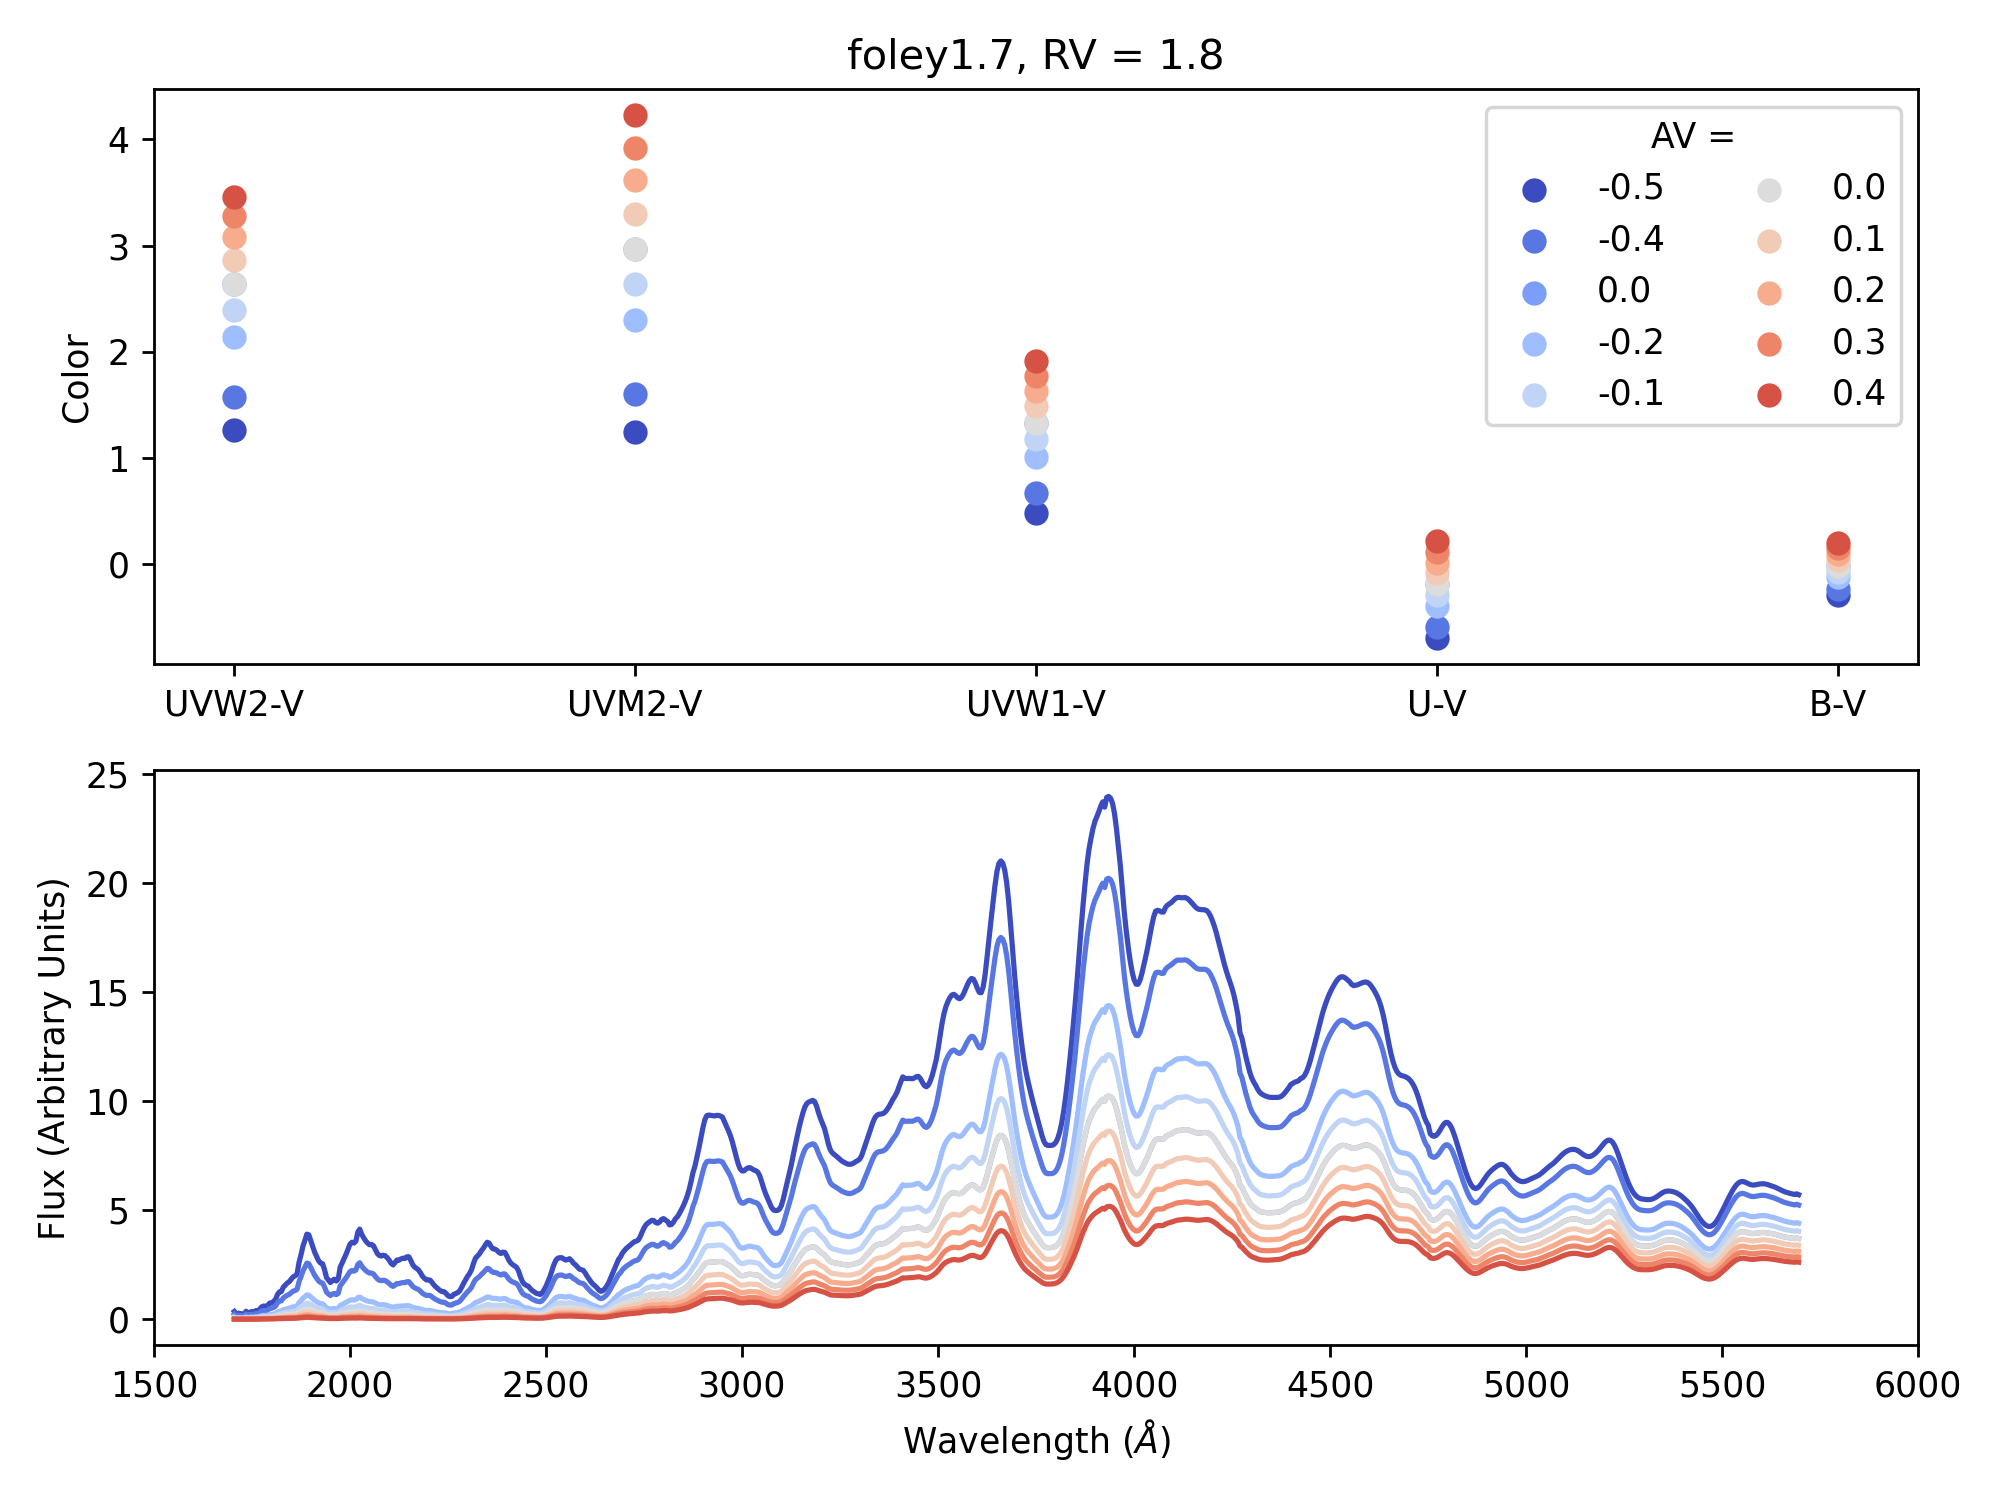 foley1.7, RV = 1.8
Color
4
3
2
1
0
AV =
-0.5 0.0
-0.4 0.1
0.0 0.2
-0.2 0.3
-0.1 0.4
UVW2-V UVM2-V UVW1-V U-V B-V
Flux (Arbitrary Units)
25
20
15
10
5
0
1500 2000 2500 3000 3500 4000 4500 5000 5500 6000
Wavelength (Å)